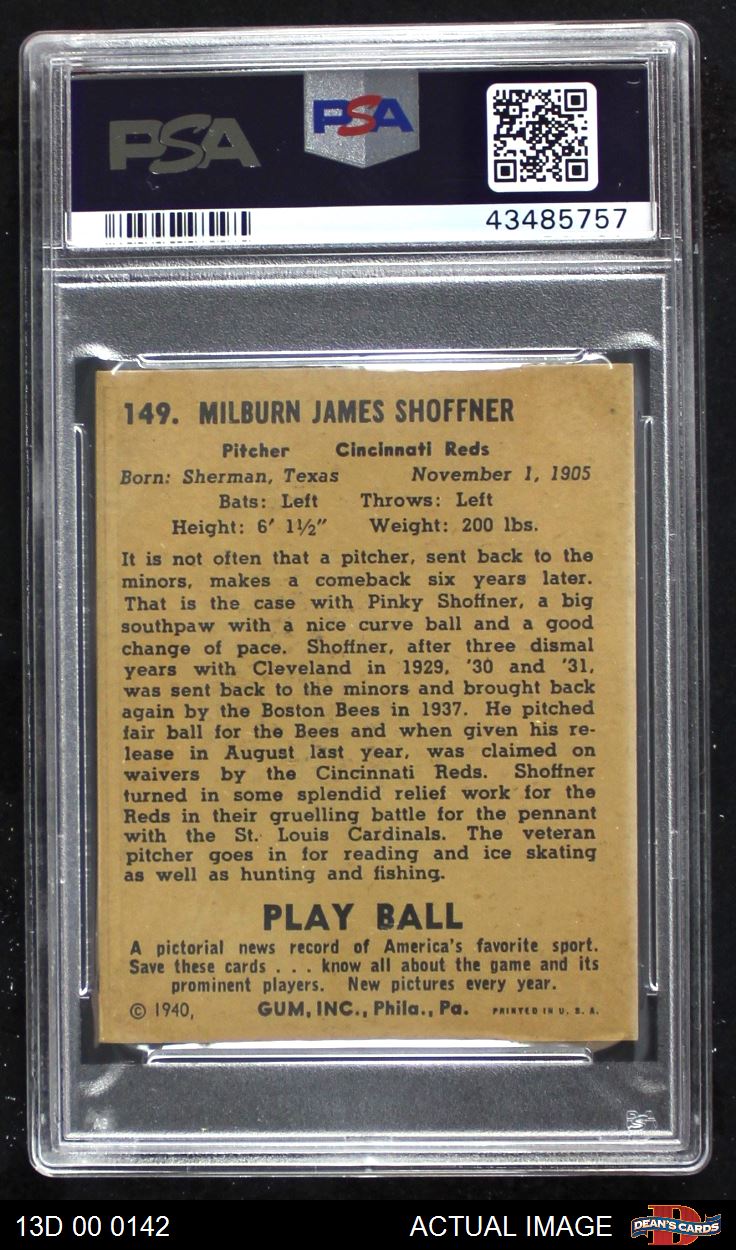 PSA
PSA
43485757
149. MILBURN JAMES SHOFFNER
Pitcher Cincinnati Reds
Born: Sherman, Texas November 1, 1905
Bats: Left Throws: Left
Height: 6' 1½" Weight: 200 lbs.
It is not often that a pitcher, sent back to the
minors, makes a comeback six years later.
That is the case with Pinky Shoffner, a big
southpaw with a nice curve ball and a good
change of pace. Shoffner, after three dismal
years with Cleveland in 1929, '30 and '31,
was sent back to the minors and brought back
again by the Boston Bees in 1937. He pitched
fair ball for the Bees and when given his re-
lease in August last year, was claimed on
waivers by the Cincinnati Reds. Shoffner
turned in some splendid relief work for the
Reds in their gruelling battle for the pennant
with the St. Louis Cardinals. The veteran
pitcher goes in for reading and ice skating
as well as hunting and fishing.
PLAY BALL
A pictorial news record of America's favorite sport.
Save these cards . . . know all about the game and its
prominent players. New pictures every year.
© 1940, GUM, INC., Phila., Pa. PRINTED IN U. S. A.
A3
PSA
13D 00 0142 ACTUAL IMAGE DEAN'S CARDS